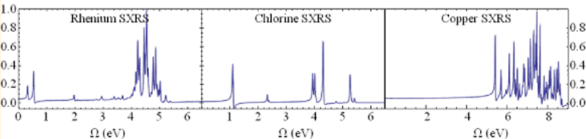 Rhenium SXRS Chlorine SXRS Copper SXRS
1.0 1.0
0.8 0.8
0.6 0.6
0.4 0.4
0.2 0.2
0.0 0.0
0 1 2 3 4 5 6 1 2 3 4 5 6 2 4 6 8
Ω (eV) Ω (eV) Ω (eV)